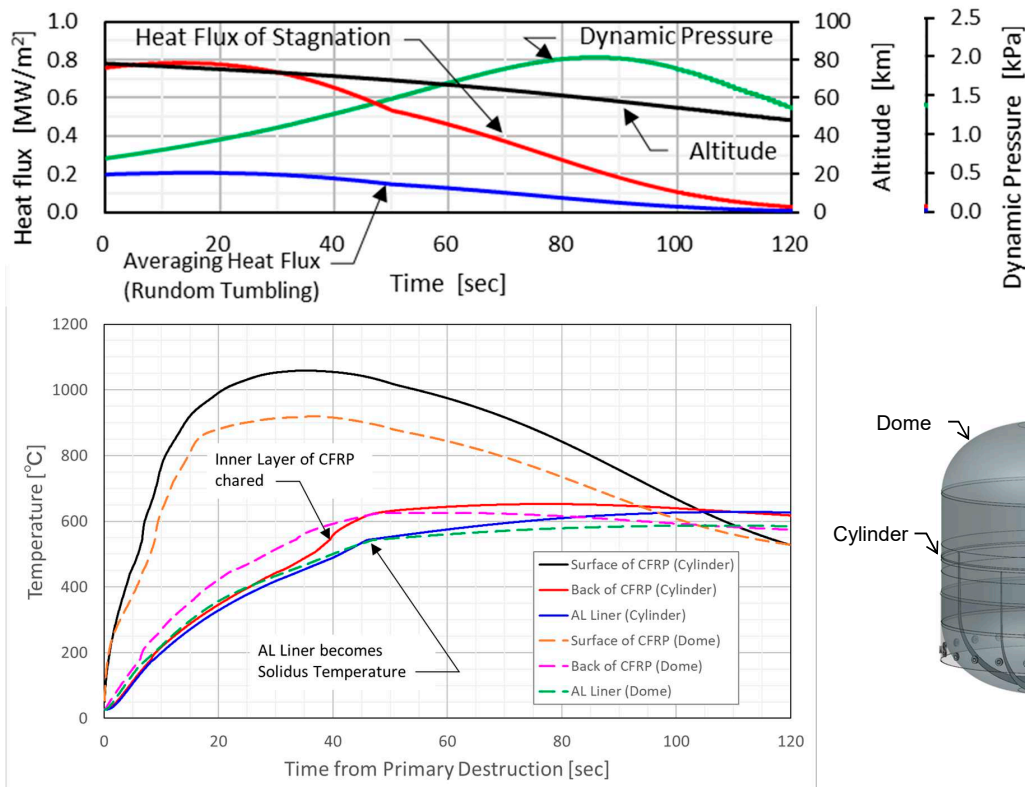 1.0
0.8
0.6
0.4
0.2
0.0
Heat flux [MW/m²]
Heat Flux of Stagnation
Dynamic Pressure
Altitude
Averaging Heat Flux
(Rundom Tumbling)
0 20 40 60 80 100 120
Time [sec]
100
80
60
40
20
0
Altitude [km]
2.5
2.0
1.5
1.0
0.5
0.0
Dynamic Pressure [kPa]
1200
1000
800
600
400
200
0
Temperature [℃]
Inner Layer of CFRP
chared
AL Liner becomes
Solidus Temperature
Surface of CFRP (Cylinder)
Back of CFRP (Cylinder)
AL Liner (Cylinder)
Surface of CFRP (Dome)
Back of CFRP (Dome)
AL Liner (Dome)
0 20 40 60 80 100 120
Time from Primary Destruction [sec]
Dome
Cylinder